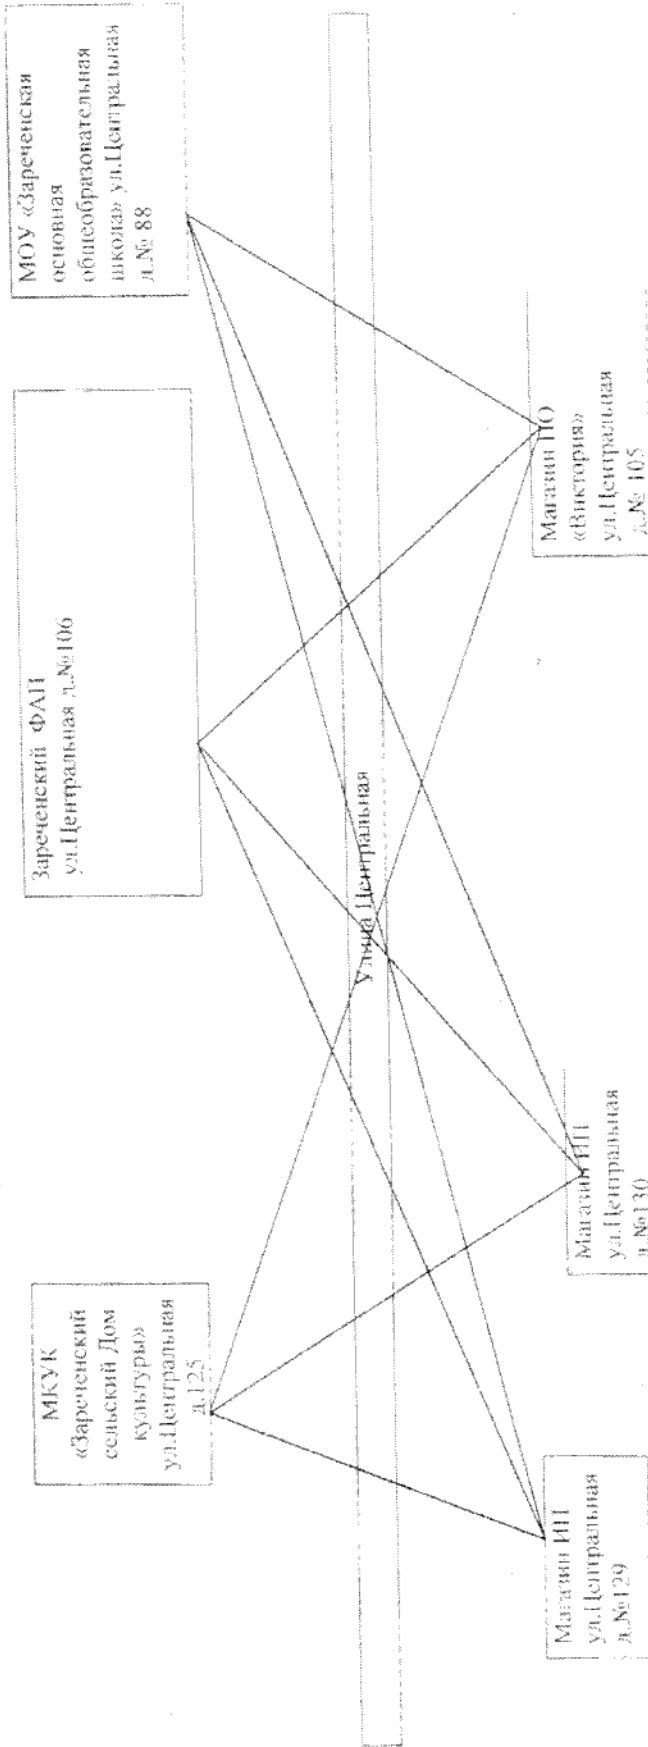 МКУК
«Зареченский
сельский Дом
культуры»
ул.Центральная
д.125
Зареченский ФАП
ул.Центральная д.№106
МОУ «Зареченская
основная
общеобразовательная
школа» ул.Центральная
д.№ 88
Улица Центральная
Магазин ИП
ул.Центральная
д.№129
Магазин ИП
ул.Центральная
д.№130
Магазин ПО
«Виктория»
ул.Центральная
д.№ 105